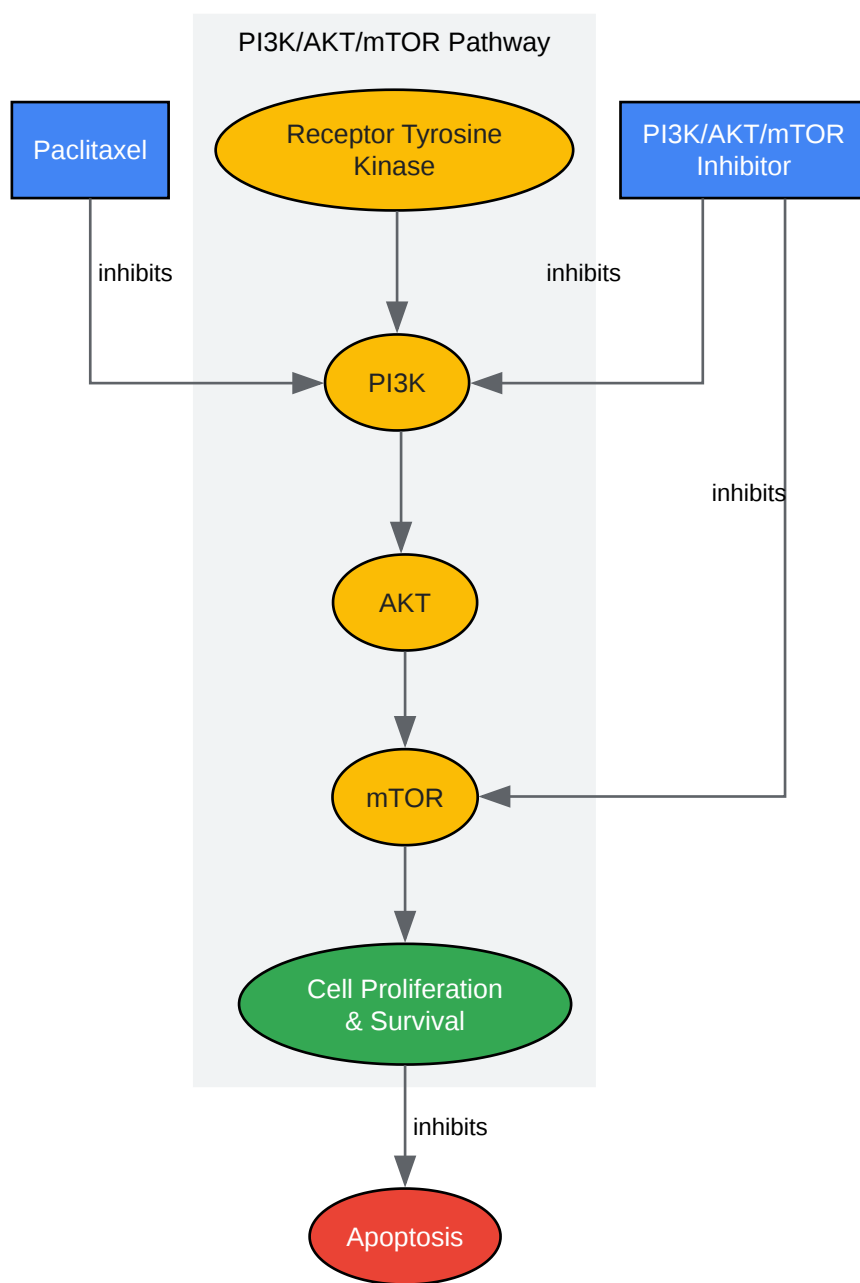 PI3K/AKT/mTOR Pathway
Paclitaxel
Receptor Tyrosine
Kinase
PI3K/AKT/mTOR
Inhibitor
inhibits
inhibits
PI3K
inhibits
AKT
mTOR
Cell Proliferation
& Survival
inhibits
Apoptosis